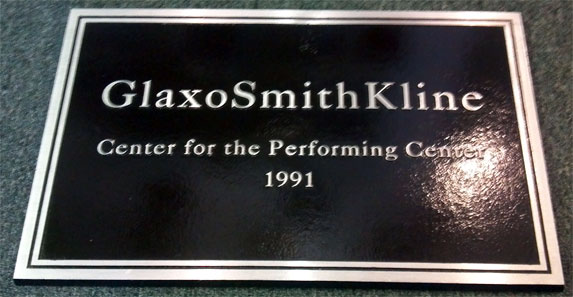 GlaxoSmithKline
Center for the Performing Center
1991